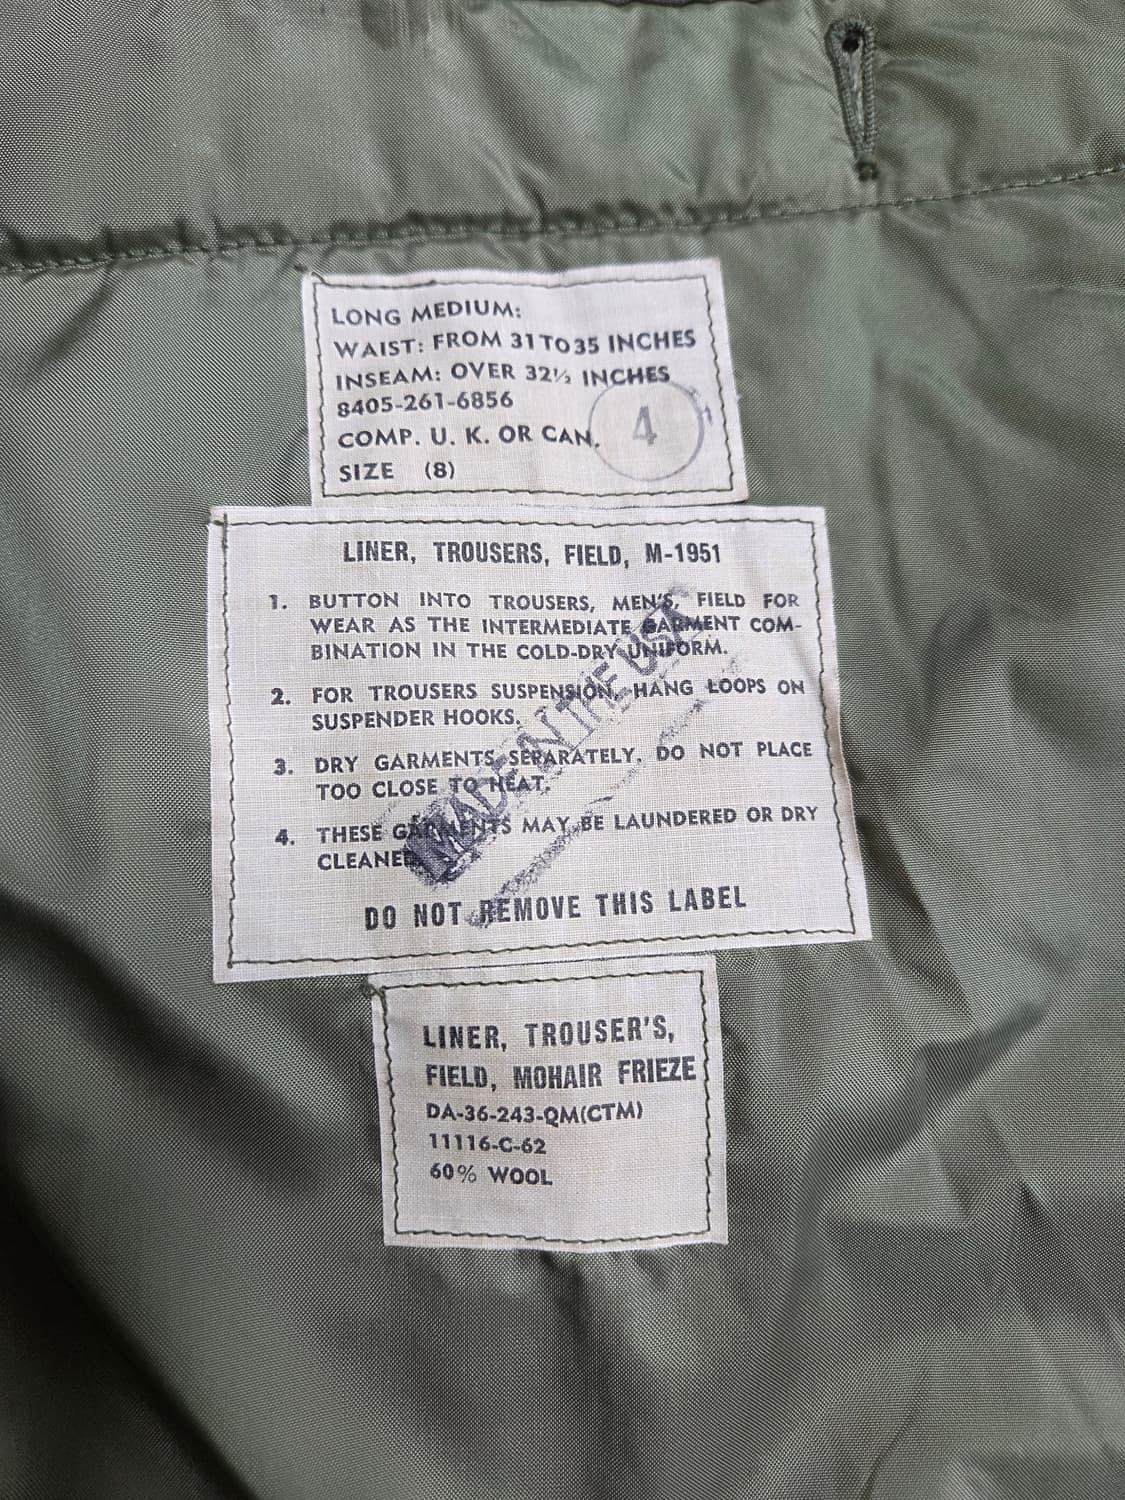 LONG MEDIUM:
WAIST: FROM 31 TO 35 INCHES
INSEAM: OVER 32½ INCHES
8405-261-6856
COMP. U. K. OR CAN.
SIZE (8)
4
LINER, TROUSERS, FIELD, M-1951
1. BUTTON INTO TROUSERS, MEN'S, FIELD FOR
WEAR AS THE INTERMEDIATE GARMENT COM-
BINATION IN THE COLD-DRY UNIFORM.
2. FOR TROUSERS SUSPENSION, HANG LOOPS ON
SUSPENDER HOOKS.
3. DRY GARMENTS SEPARATELY. DO NOT PLACE
TOO CLOSE TO HEAT.
4. THESE GARMENTS MAY BE LAUNDERED OR DRY
CLEANED.
DO NOT REMOVE THIS LABEL
MADE IN THE USA
LINER, TROUSER'S,
FIELD, MOHAIR FRIEZE
DA-36-243-QM(CTM)
11116-C-62
60% WOOL